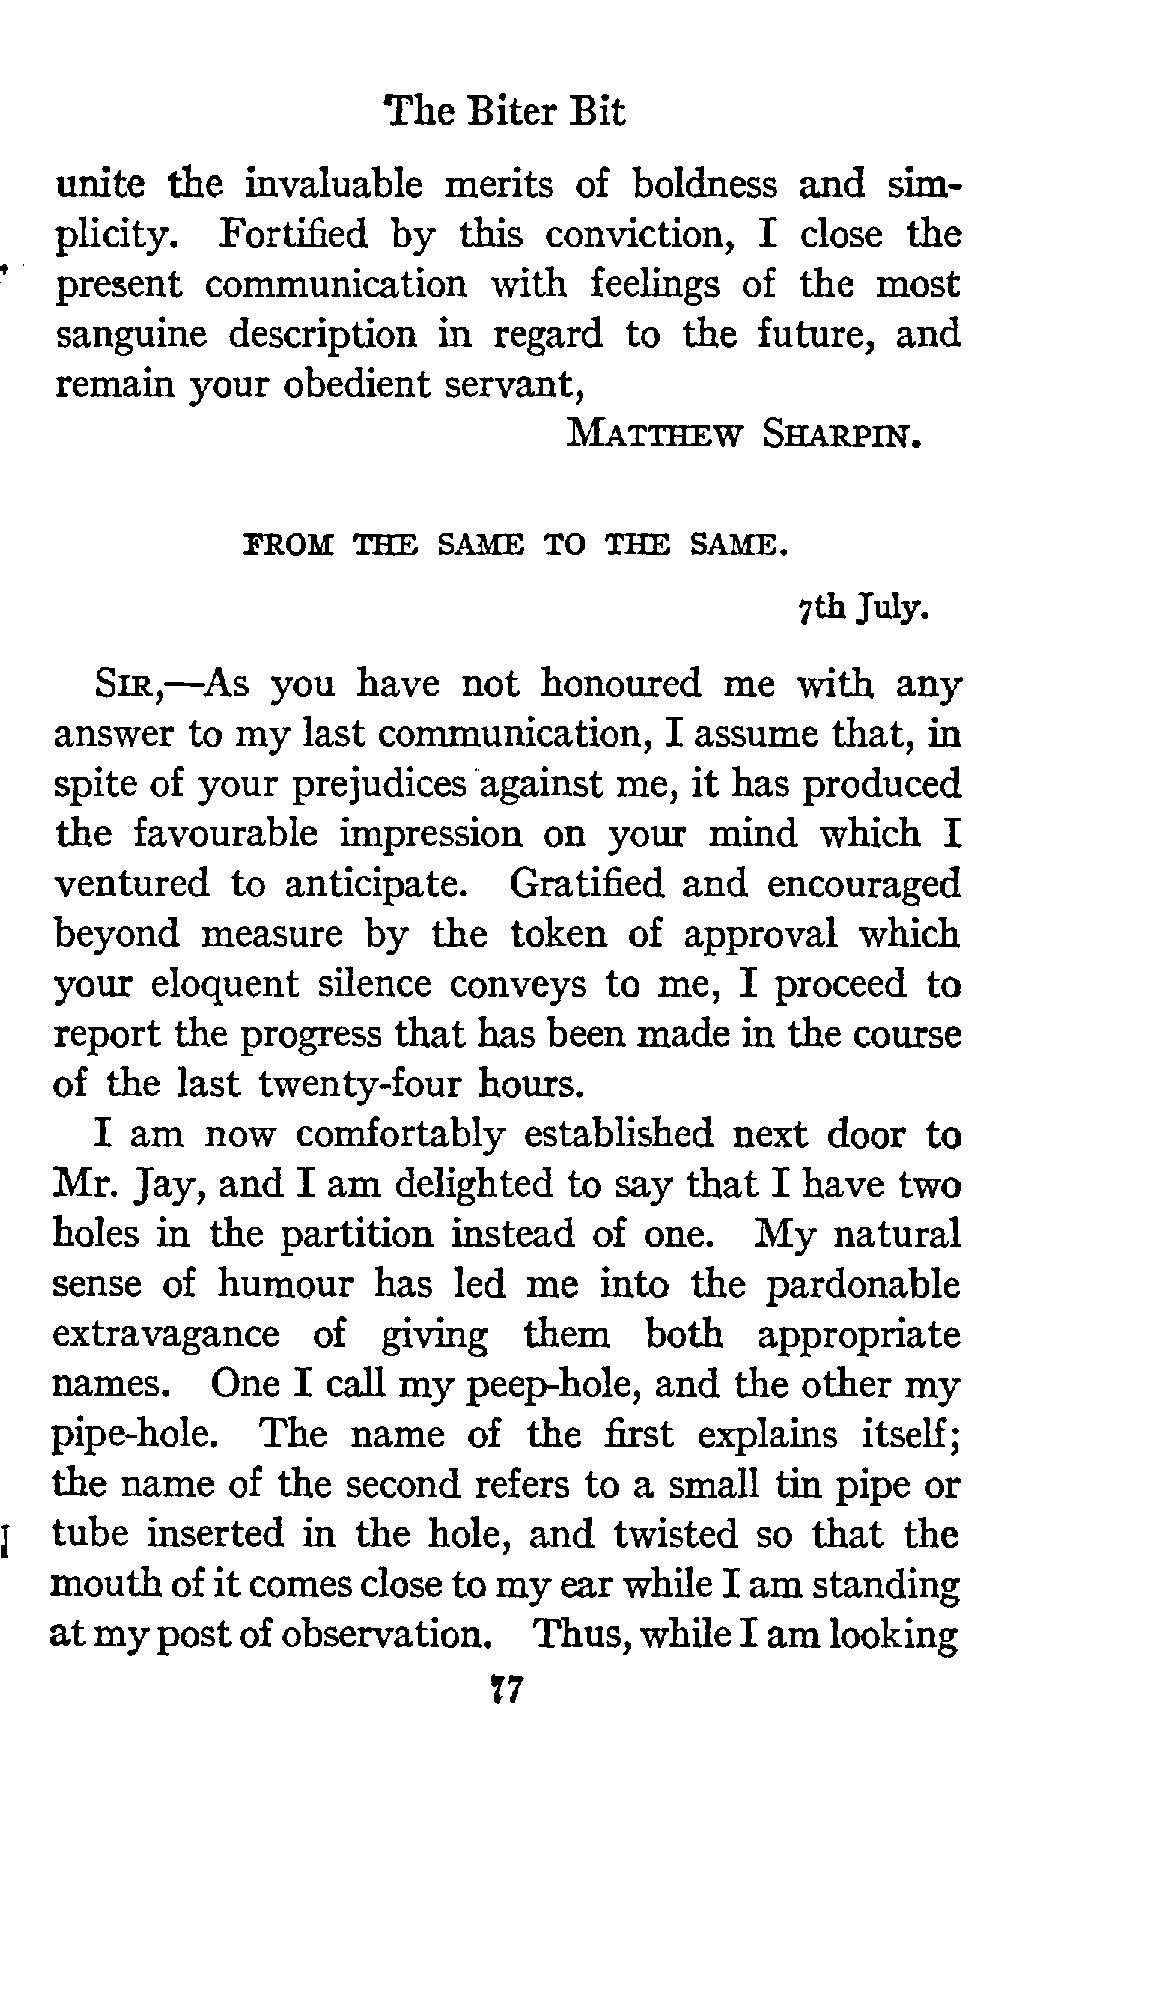 The Biter Bit
unite the invaluable merits of boldness and sim-
plicity. Fortified by this conviction, I close the
present communication with feelings of the most
sanguine description in regard to the future, and
remain your obedient servant,
MATTHEW SHARPIN.
FROM THE SAME TO THE SAME.
7th July.
SIR,—As you have not honoured me with any
answer to my last communication, I assume that, in
spite of your prejudices against me, it has produced
the favourable impression on your mind which I
ventured to anticipate. Gratified and encouraged
beyond measure by the token of approval which
your eloquent silence conveys to me, I proceed to
report the progress that has been made in the course
of the last twenty-four hours.
I am now comfortably established next door to
Mr. Jay, and I am delighted to say that I have two
holes in the partition instead of one. My natural
sense of humour has led me into the pardonable
extravagance of giving them both appropriate
names. One I call my peep-hole, and the other my
pipe-hole. The name of the first explains itself;
the name of the second refers to a small tin pipe or
tube inserted in the hole, and twisted so that the
mouth of it comes close to my ear while I am standing
at my post of observation. Thus, while I am looking
77